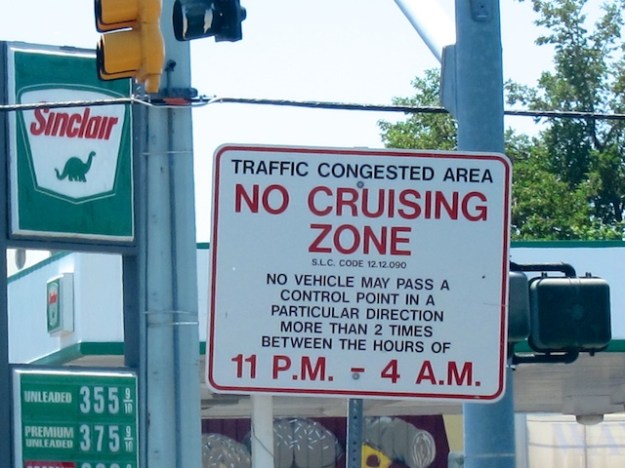 Sinclair
TRAFFIC CONGESTED AREA
NO CRUISING
ZONE
S.L.C. CODE 12.12.090
NO VEHICLE MAY PASS A
CONTROL POINT IN A
PARTICULAR DIRECTION
MORE THAN 2 TIMES
BETWEEN THE HOURS OF
11 P.M. - 4 A.M.
UNLEADED 355 9/10
PREMIUM UNLEADED 375 9/10